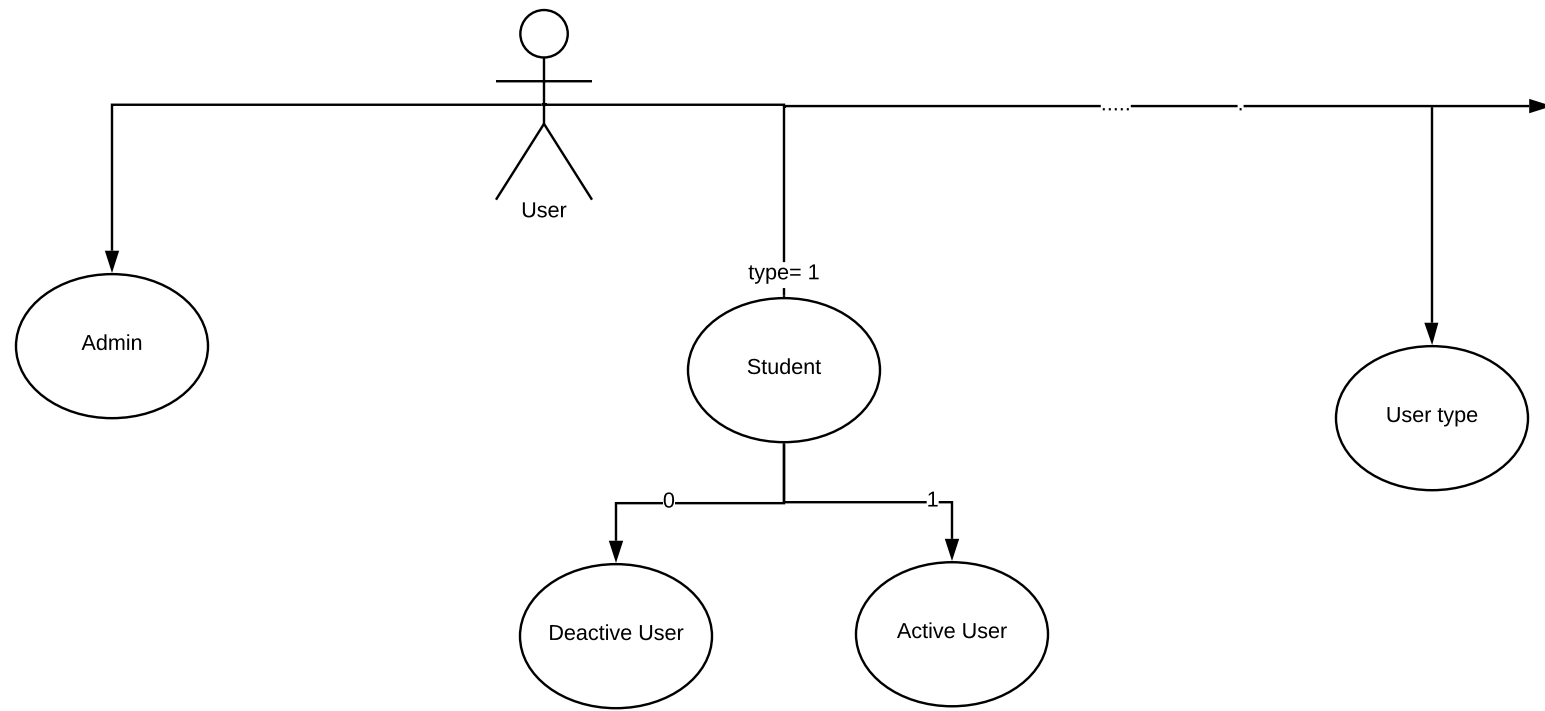 .....
.
User
type= 1
Admin
Student
User type
0
1
Deactive User
Active User